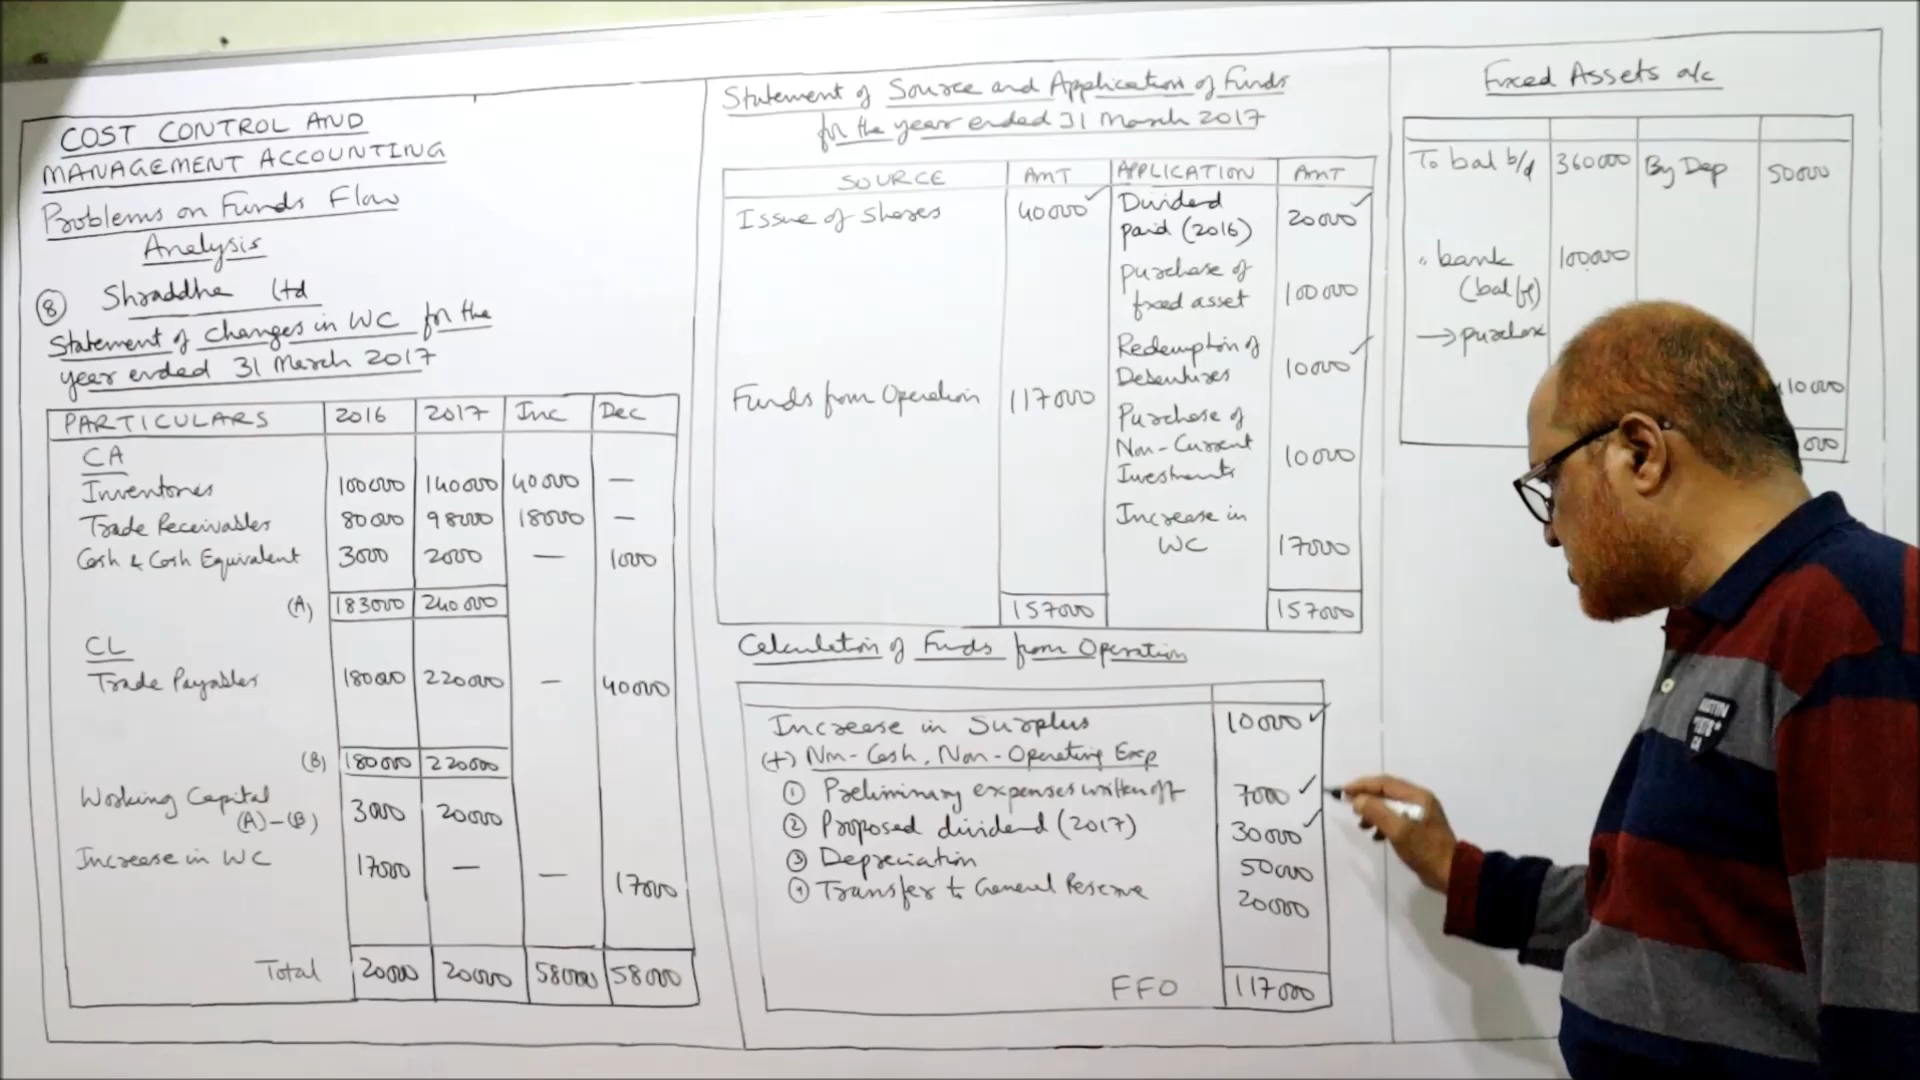 COST CONTROL AND
MANAGEMENT ACCOUNTING
Problems on Funds Flow
Analysis
8 Shraddha Ltd
Statement of changes in WC for the
year ended 31 March 2017
PARTICULARS 2016 2017 Inc Dec
CA
Inventories 100000 140000 40000 —
Trade Receivables 80000 98000 18000 —
Cash & Cash Equivalent 3000 2000 — 1000
(A) 183000 240000
CL
Trade Payables 180000 220000 — 40000
(B) 180000 220000
Working Capital 3000 20000
(A)-(B)
Increase in WC 17000 — — 17000
Total 20000 20000 58000 58000
Statement of Source and Application of Funds
for the year ended 31 March 2017
SOURCE AMT APPLICATION AMT
Issue of Shares 40000 Dividend
paid (2016) 20000
purchase of
fixed asset 100000
Redemption of
Debentures 10000
Funds from Operation 117000
Purchase of
Non-Current
Investments 10000
Increase in
WC 17000
157000 157000
Calculation of Funds from Operation
Increase in Surplus 10000
(+) Non-Cash, Non-Operating Exp
1 Preliminary expenses written off 7000
2 Proposed dividend (2017) 30000
3 Depreciation 50000
4 Transfer to General Reserve 20000
FFO 117000
Fixed Assets a/c
To bal b/d 360000 By Dep 50000
" bank 100000
(bal/f)
→ purchase
10000
000